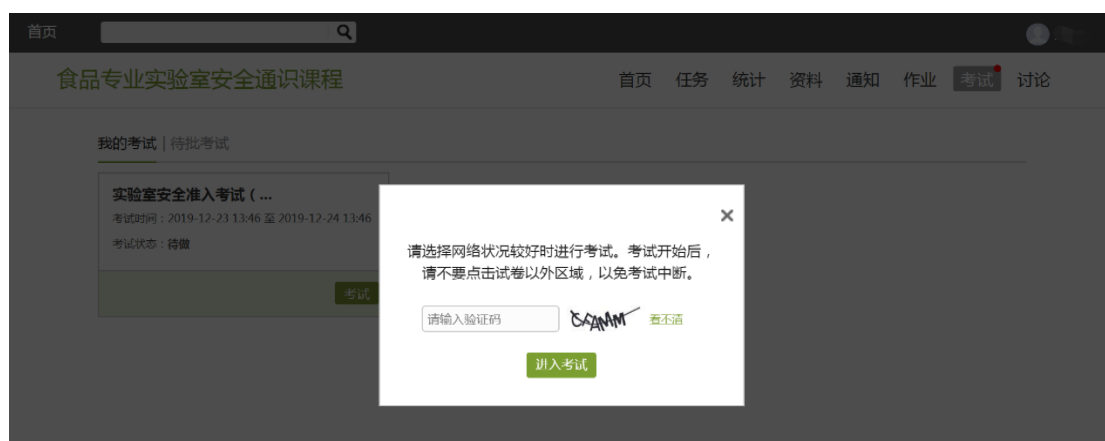 首页
食品专业实验室安全通识课程
首页 任务 统计 资料 通知 作业 考试 讨论
我的考试 | 待批考试
实验室安全准入考试 ( ...
考试时间：2019-12-23 13:46 至 2019-12-24 13:46
考试状态：待做
考试
请选择网络状况较好时进行考试。考试开始后，
请不要点击试卷以外区域，以免考试中断。
请输入验证码 看不清
进入考试